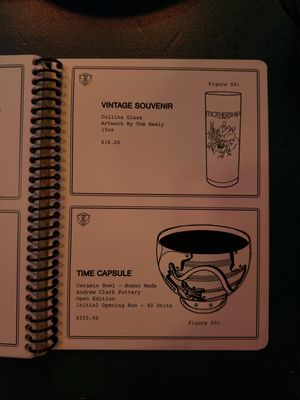 Figure 001
VINTAGE SOUVENIR
Collins Glass
Artwork By Tom Neely
15oz
$16.00
MOTHERSHIP
TIME CAPSULE
Ceramic Bowl - Human Made
Andrew Clark Pottery
Open Edition
Initial Opening Run - 40 Units
$225.00
Figure 001